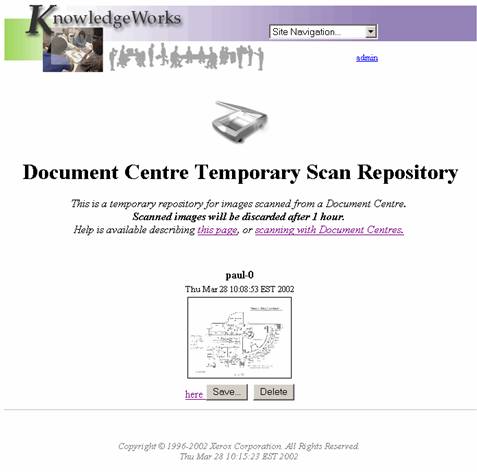 KnowledgeWorks
Site Navigation...
admin
Document Centre Temporary Scan Repository
This is a temporary repository for images scanned from a Document Centre.
Scanned images will be discarded after 1 hour.
Help is available describing this page, or scanning with Document Centres.
paul-0
Thu Mar 28 10:08:53 EST 2002
here Save... Delete
Copyright © 1996-2002 Xerox Corporation. All Rights Reserved.
Thu Mar 28 10:15:23 EST 2002